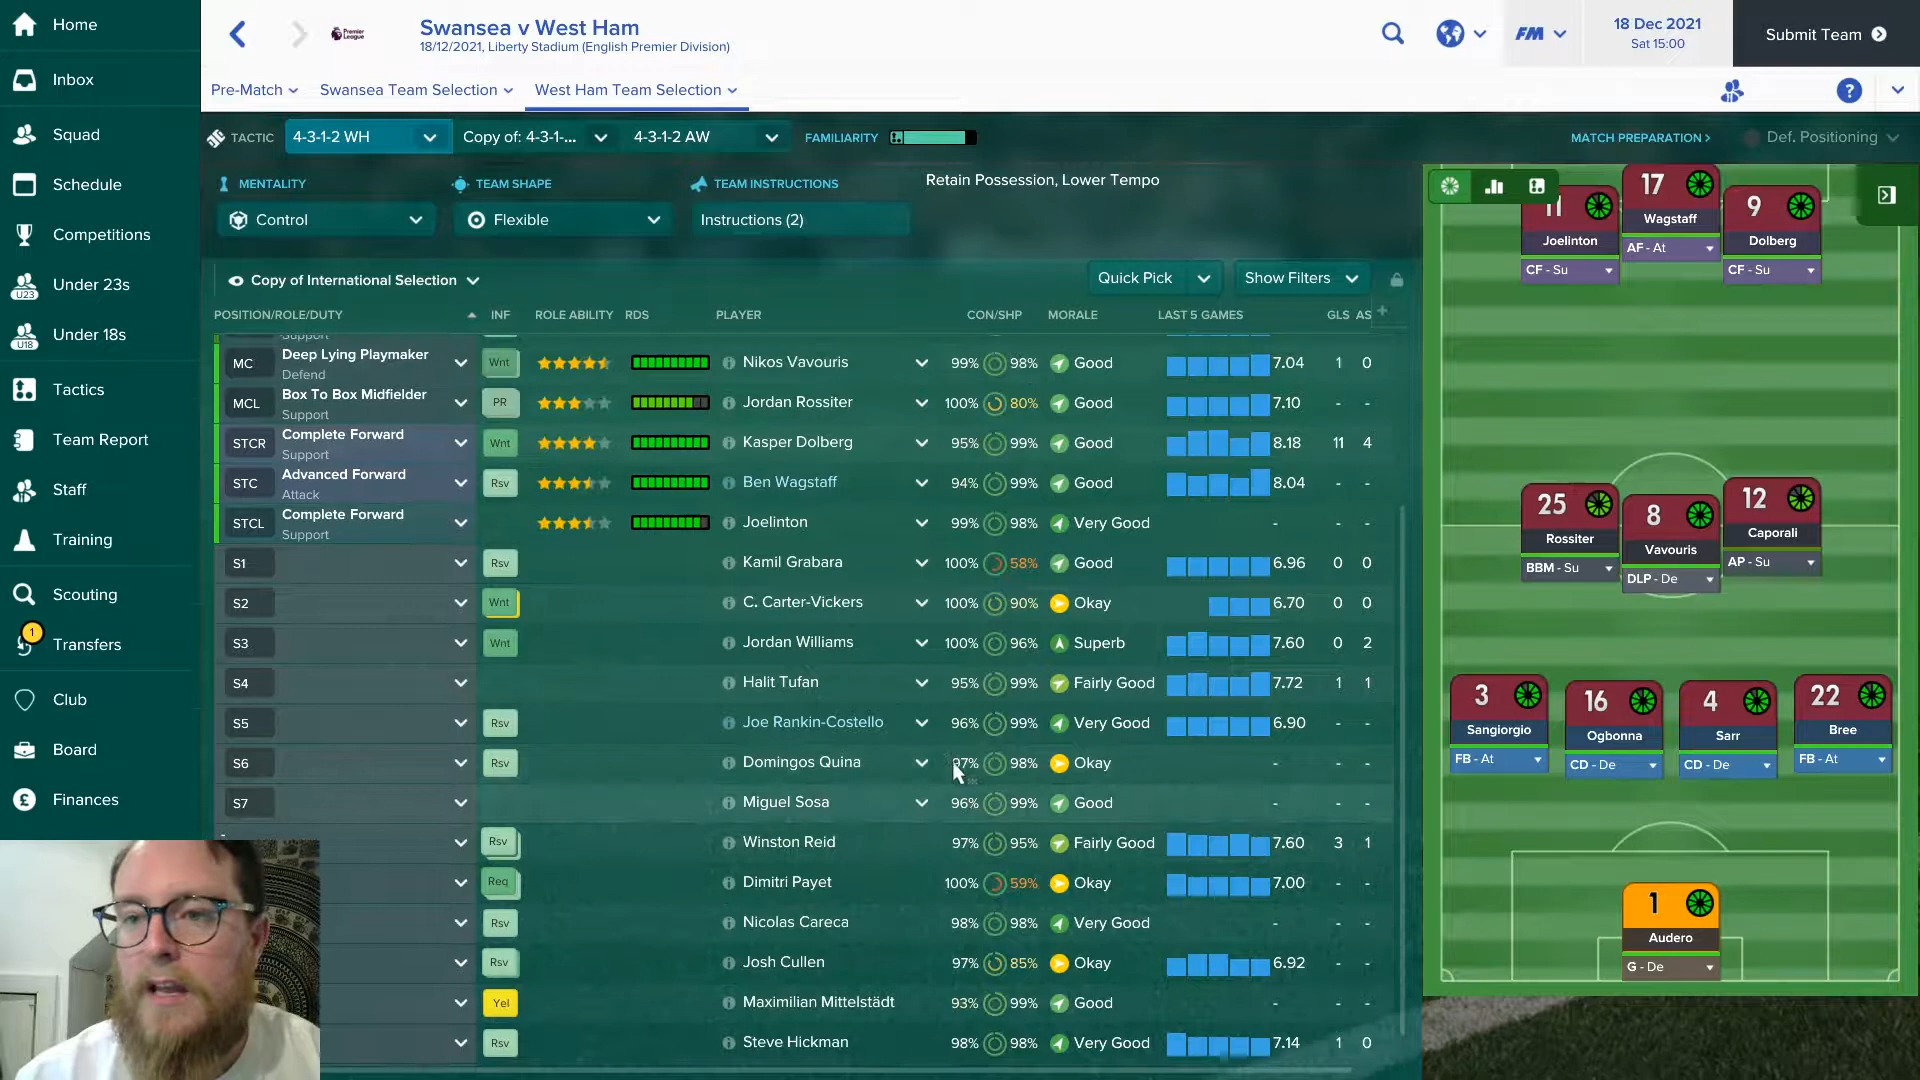 Home
Inbox
Squad
Schedule
Competitions
U23
Under 23s
U18
Under 18s
Tactics
Team Report
Staff
Training
Scouting
1
Transfers
Club
Board
£
Finances
Premier League
Swansea v West Ham
18/12/2021, Liberty Stadium (English Premier Division)
FM
18 Dec 2021
Sat 15:00
Submit Team
Pre-Match
Swansea Team Selection
West Ham Team Selection
?
TACTIC
4-3-1-2 WH
Copy of: 4-3-1-...
4-3-1-2 AW
FAMILIARITY
MATCH PREPARATION >
Def. Positioning
MENTALITY
TEAM SHAPE
TEAM INSTRUCTIONS
Retain Possession, Lower Tempo
Control
Flexible
Instructions (2)
Copy of International Selection
Quick Pick
Show Filters
POSITION/ROLE/DUTY INF ROLE ABILITY RDS PLAYER CON/SHP MORALE LAST 5 GAMES GLS AS +
Support
MC Deep Lying Playmaker Defend Wnt Nikos Vavouris 99% 98% Good 7.04 1 0
MCL Box To Box Midfielder Support PR Jordan Rossiter 100% 80% Good 7.10 - -
STCR Complete Forward Support Wnt Kasper Dolberg 95% 99% Good 8.18 11 4
STC Advanced Forward Attack Rsv Ben Wagstaff 94% 99% Good 8.04 - -
STCL Complete Forward Support Joelinton 99% 98% Very Good - - -
S1 Rsv Kamil Grabara 100% 58% Good 6.96 0 0
S2 Wnt C. Carter-Vickers 100% 90% Okay 6.70 0 0
S3 Wnt Jordan Williams 100% 96% Superb 7.60 0 2
S4 Halit Tufan 95% 99% Fairly Good 7.72 1 1
S5 Rsv Joe Rankin-Costello 96% 99% Very Good 6.90 - -
S6 Rsv Domingos Quina 97% 98% Okay - - -
S7 Miguel Sosa 96% 99% Good - - -
- Rsv Winston Reid 97% 95% Fairly Good 7.60 3 1
Req Dimitri Payet 100% 59% Okay 7.00 - -
Rsv Nicolas Careca 98% 98% Very Good - - -
Rsv Josh Cullen 97% 85% Okay 6.92 - -
Yel Maximilian Mittelstädt 93% 99% Good - - -
Rsv Steve Hickman 98% 98% Very Good 7.14 1 0
11 17 9
Joelinton Wagstaff Dolberg
CF - Su AF - At CF - Su
25 8 12
Rossiter Vavouris Caporali
BBM - Su DLP - De AP - Su
3 16 4 22
Sangiorgio Ogbonna Sarr Bree
FB - At CD - De CD - De FB - At
1
Audero
G - De